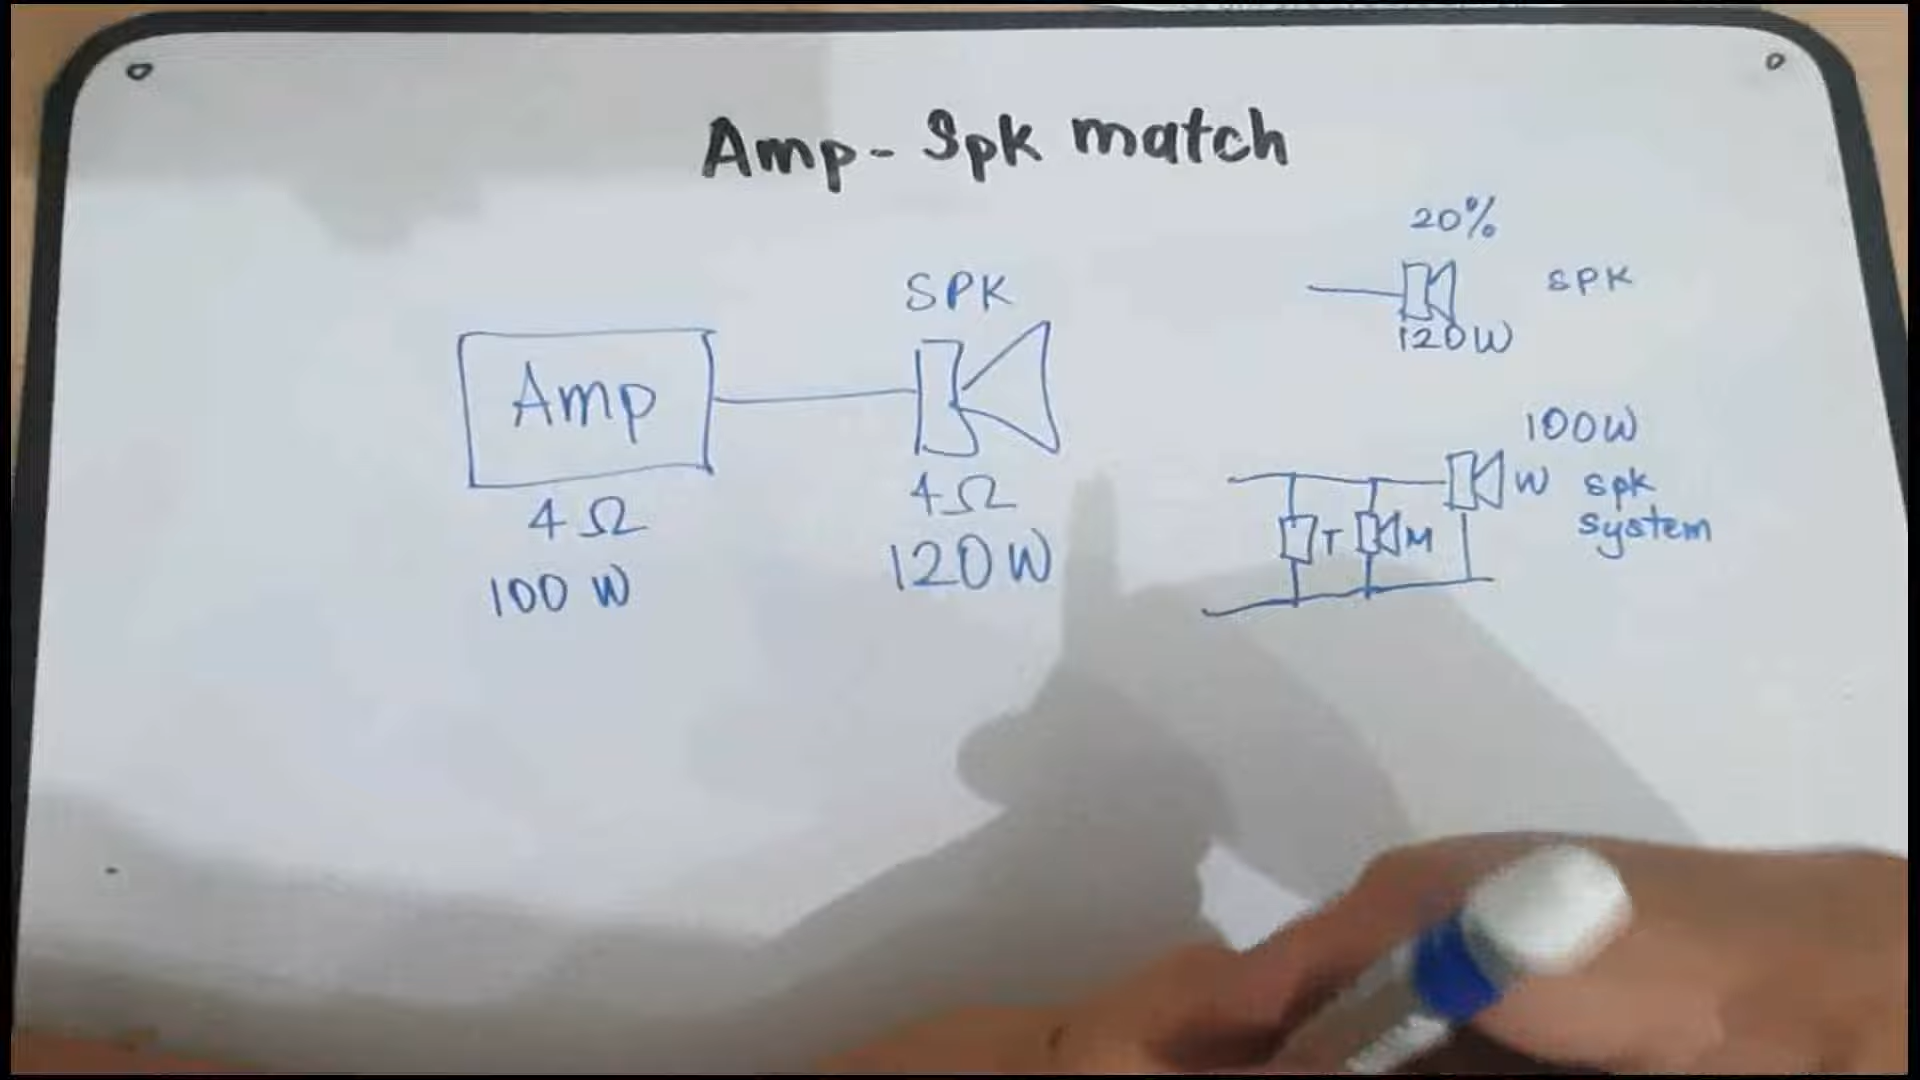 Amp - Spk match
SPK
Amp
4Ω
100 W
4Ω
120W
20%
SPK
120W
100W
W
spk
system
T
M